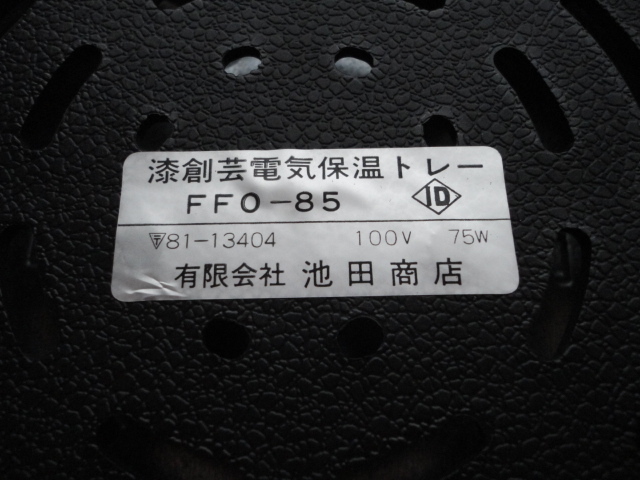 漆創芸電気保温トレー
FFO-85 ID
〒81-13404 100V 75W
有限会社 池田商店